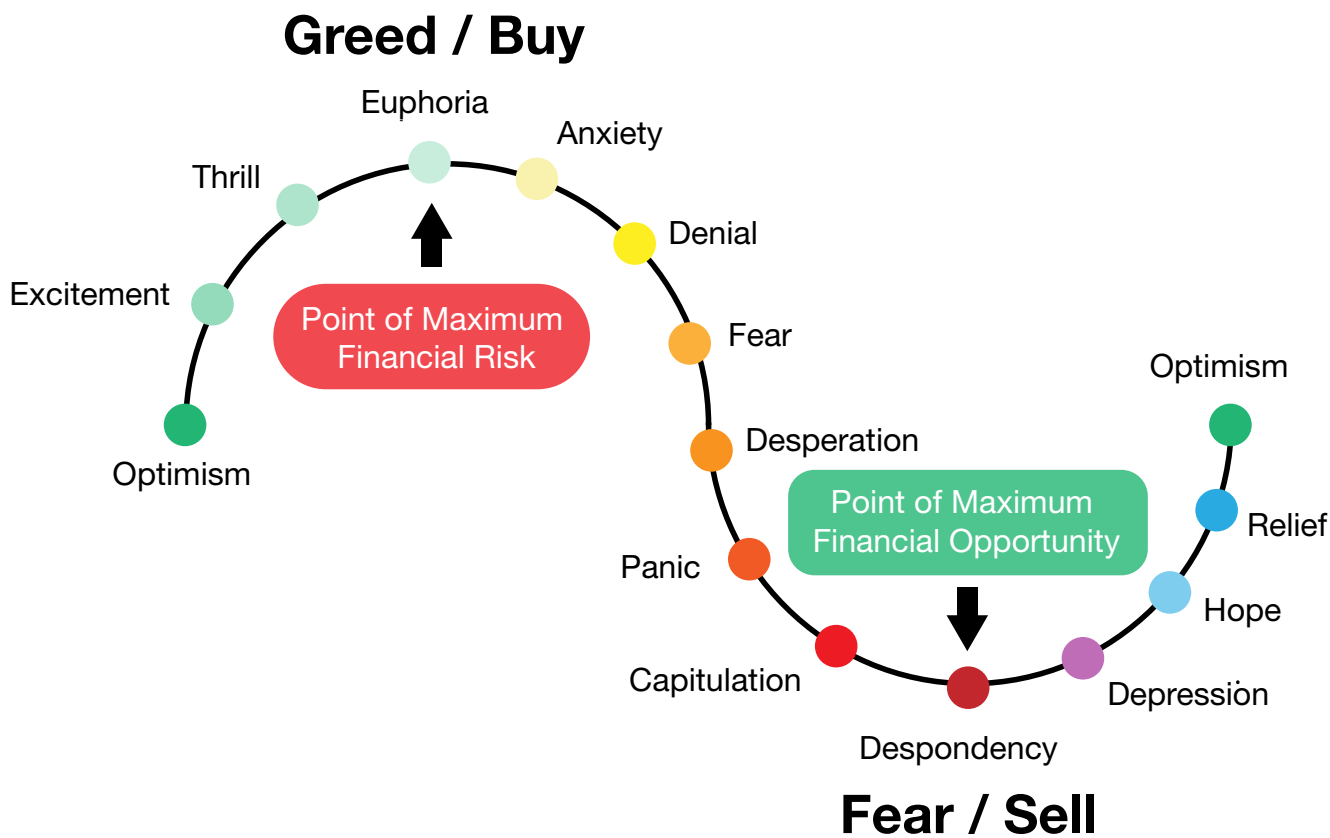 Greed / Buy
Euphoria
Anxiety
Thrill
Denial
Excitement
Point of Maximum
Financial Risk
Fear
Optimism
Optimism
Desperation
Point of Maximum
Financial Opportunity
Relief
Panic
Hope
Capitulation
Depression
Despondency
Fear / Sell